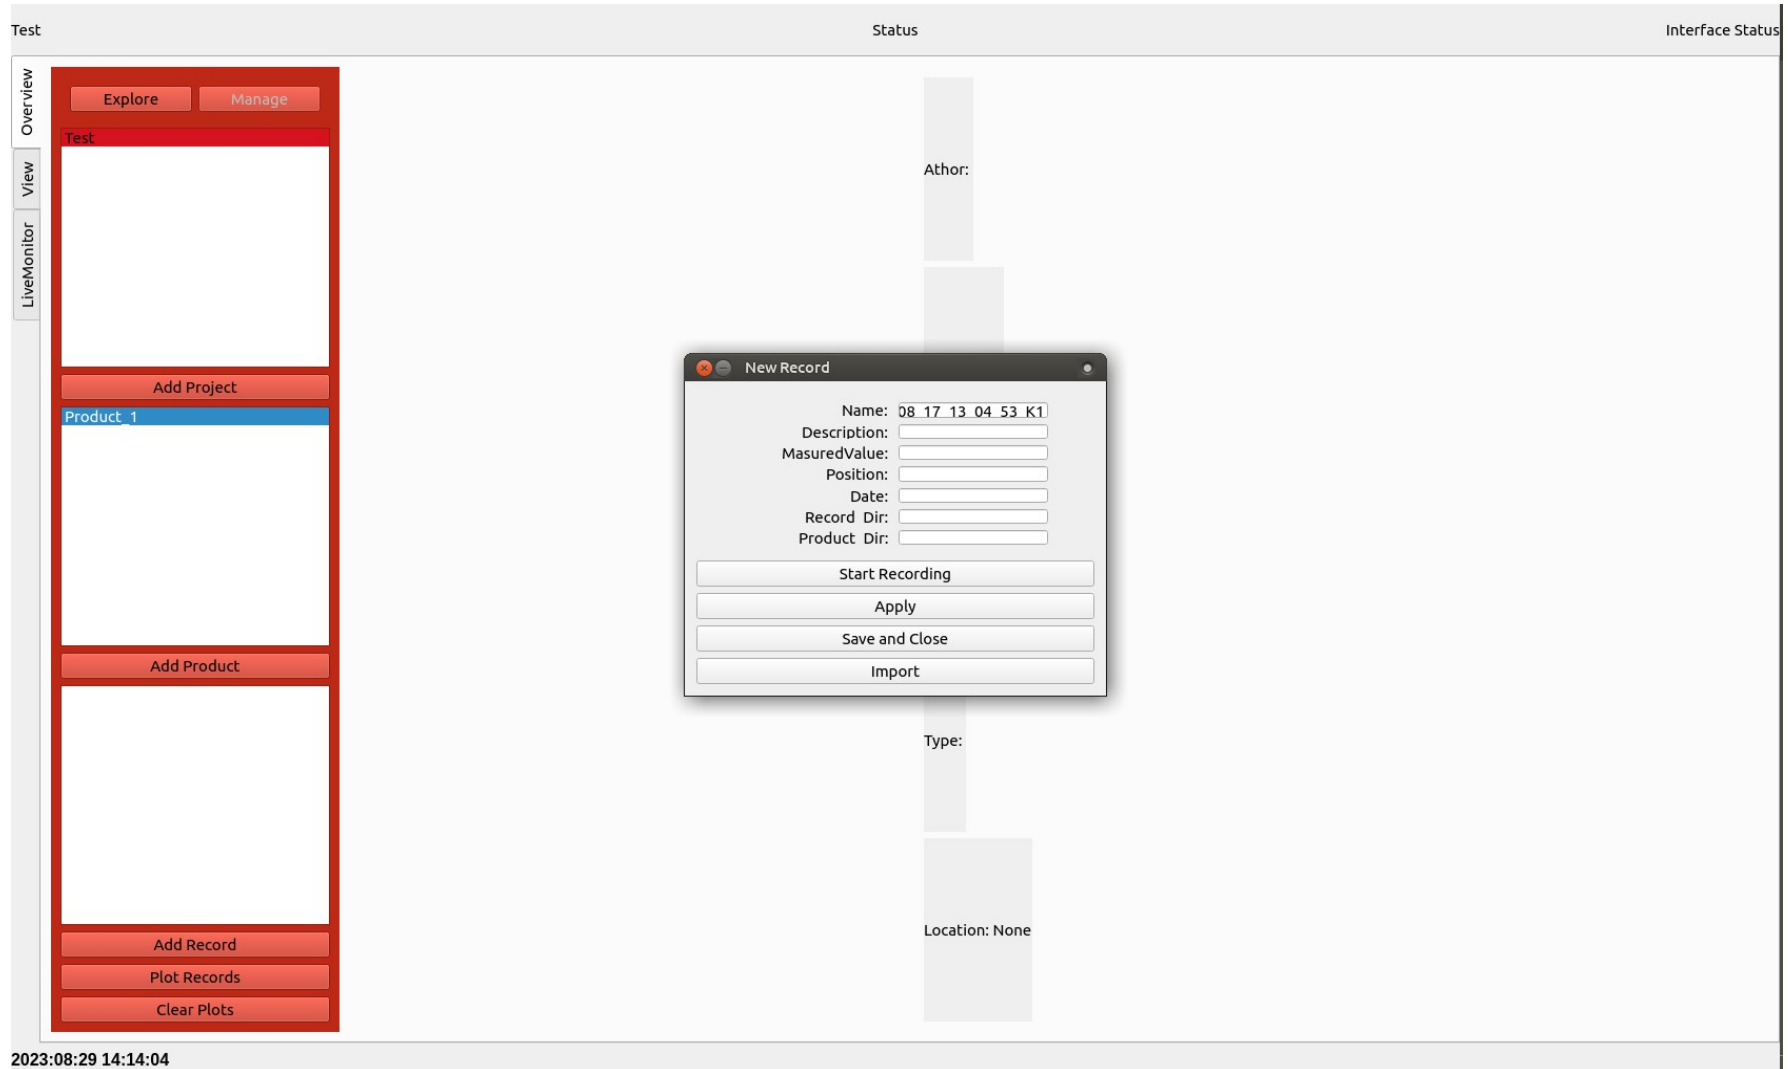 Test
Status
Interface Status
Overview
View
LiveMonitor
Explore
Manage
Test
Add Project
Product_1
Add Product
Add Record
Plot Records
Clear Plots
Athor:
New Record
Name: 08_17_13_04_53_K1
Description:
MasuredValue:
Position:
Date:
Record_Dir:
Product_Dir:
Start Recording
Apply
Save and Close
Import
Type:
Location: None
2023:08:29 14:14:04